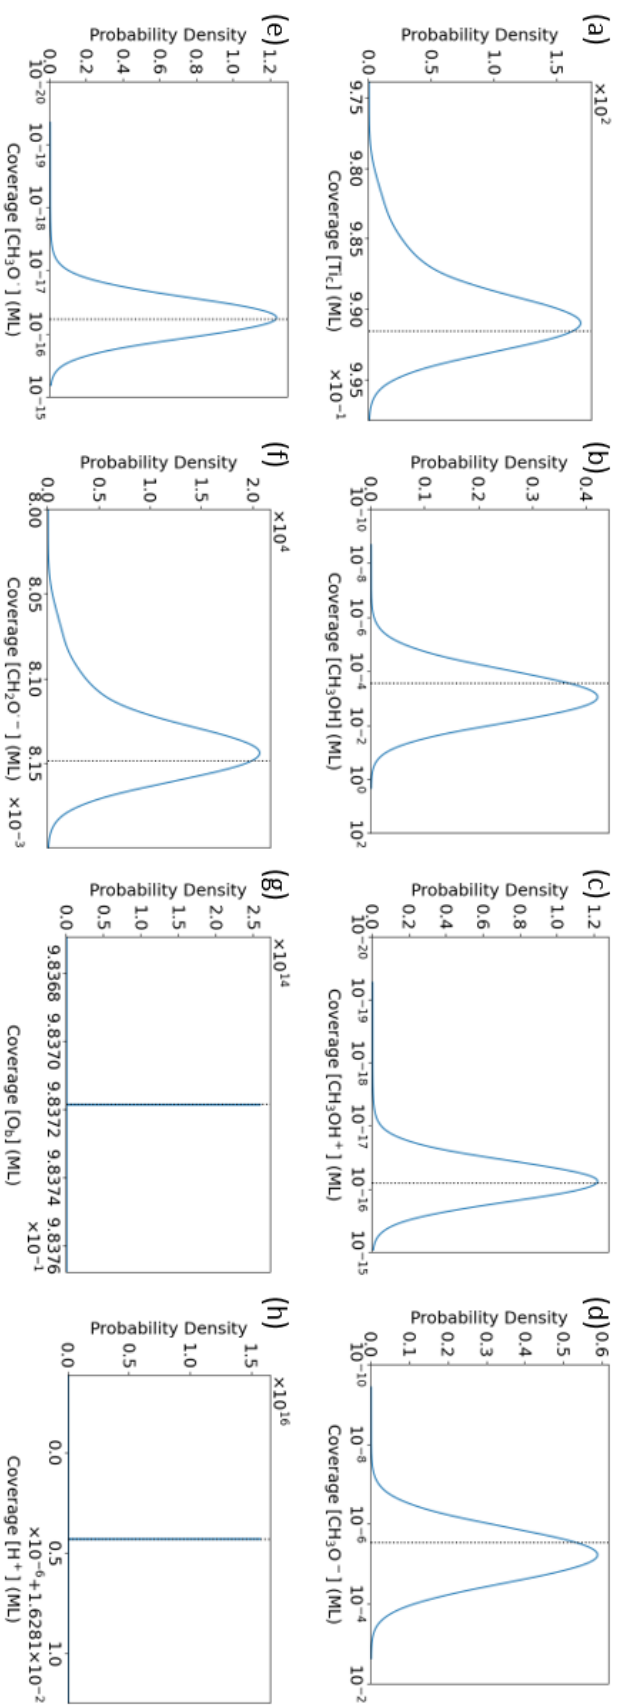 (a)
×10²
Probability Density
0.0 0.5 1.0 1.5
9.75 9.80 9.85 9.90 9.95
×10⁻¹
Coverage [Ti_c] (ML)
(b)
Probability Density
0.0 0.1 0.2 0.3 0.4
10⁻¹⁰ 10⁻⁸ 10⁻⁶ 10⁻⁴ 10⁻² 10⁰ 10²
Coverage [CH₃OH] (ML)
(c)
Probability Density
0.0 0.2 0.4 0.6 0.8 1.0 1.2
10⁻²⁰ 10⁻¹⁹ 10⁻¹⁸ 10⁻¹⁷ 10⁻¹⁶ 10⁻¹⁵
Coverage [CH₃OH⁺] (ML)
(d)
Probability Density
0.0 0.1 0.2 0.3 0.4 0.5 0.6
10⁻¹⁰ 10⁻⁸ 10⁻⁶ 10⁻⁴ 10⁻²
Coverage [CH₃O⁻] (ML)
(e)
Probability Density
0.0 0.2 0.4 0.6 0.8 1.0 1.2
10⁻²⁰ 10⁻¹⁹ 10⁻¹⁸ 10⁻¹⁷ 10⁻¹⁶ 10⁻¹⁵
Coverage [CH₃O˙] (ML)
(f)
×10⁴
Probability Density
0.0 0.5 1.0 1.5 2.0
8.00 8.05 8.10 8.15
×10⁻³
Coverage [CH₂O˙⁻] (ML)
(g)
×10¹⁴
Probability Density
0.0 0.5 1.0 1.5 2.0 2.5
9.8368 9.8370 9.8372 9.8374 9.8376
×10⁻¹
Coverage [O_b] (ML)
(h)
×10¹⁶
Probability Density
0.0 0.5 1.0 1.5
0.0 0.5 1.0
×10⁻⁶+1.6281×10⁻²
Coverage [H⁺] (ML)